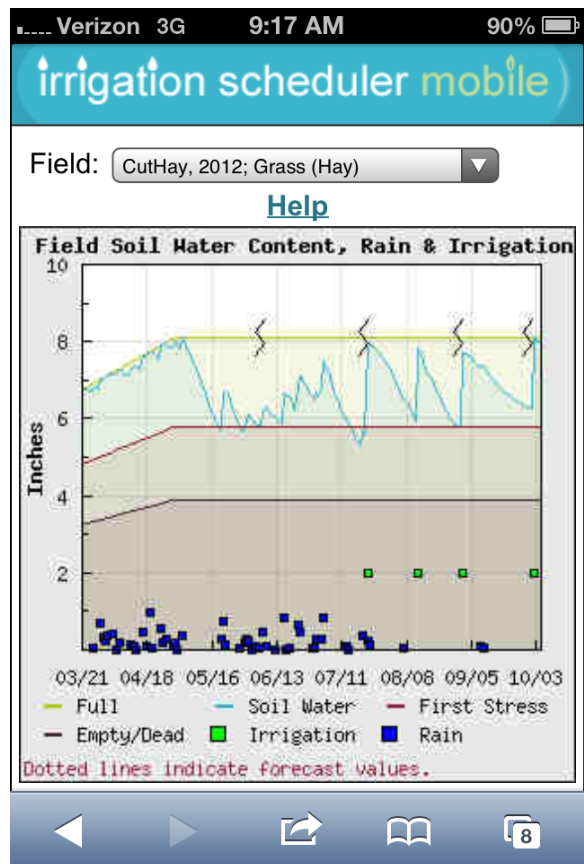 Verizon 3G 9:17 AM 90%
irrigation scheduler mobile
Field: CutHay, 2012; Grass (Hay)
Help
Field Soil Water Content, Rain & Irrigation
10
8
6
4
2
Inches
03/21 04/18 05/16 06/13 07/11 08/08 09/05 10/03
Full Soil Water First Stress
Empty/Dead Irrigation Rain
Dotted lines indicate forecast values.
8